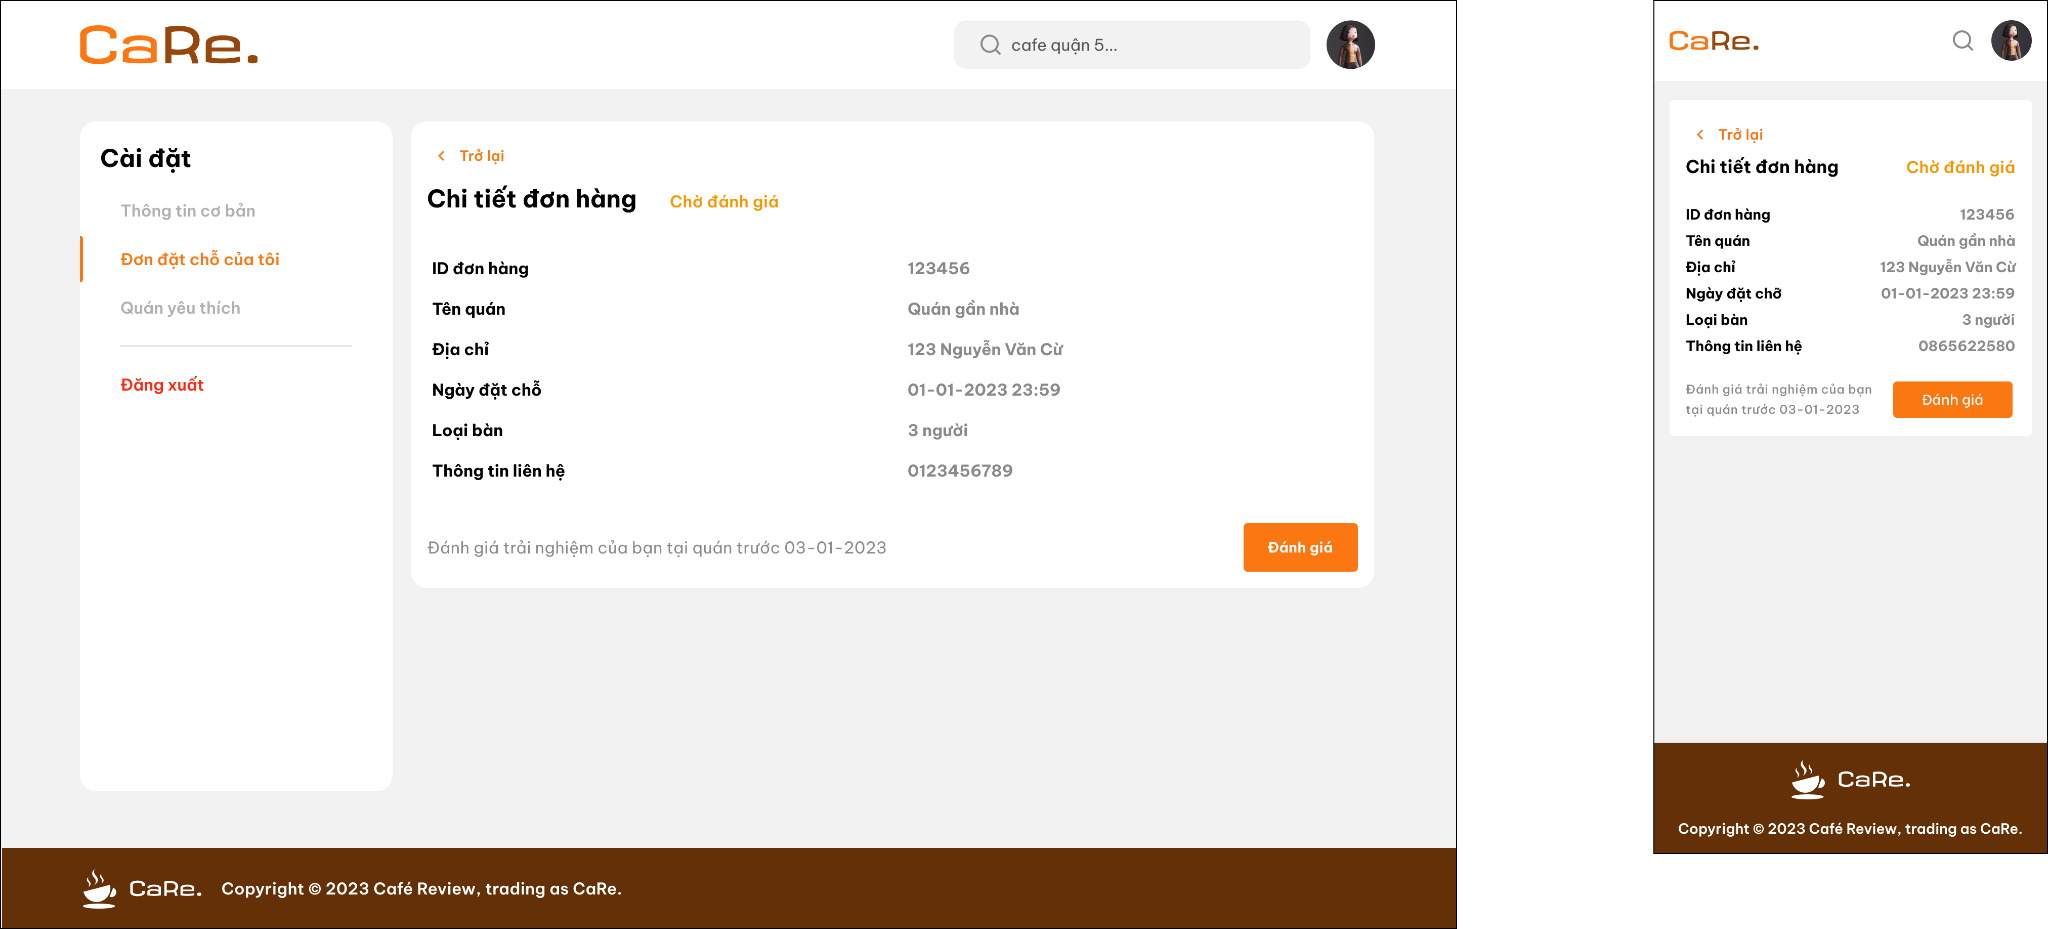 CaRe.
cafe quận 5...
Cài đặt
Thông tin cơ bản
Đơn đặt chỗ của tôi
Quán yêu thích
Đăng xuất
Trở lại
Chi tiết đơn hàng Chờ đánh giá
ID đơn hàng 123456
Tên quán Quán gần nhà
Địa chỉ 123 Nguyễn Văn Cừ
Ngày đặt chỗ 01-01-2023 23:59
Loại bàn 3 người
Thông tin liên hệ 0123456789
Đánh giá trải nghiệm của bạn tại quán trước 03-01-2023
Đánh giá
CaRe. Copyright © 2023 Café Review, trading as CaRe.
CaRe.
Trở lại
Chi tiết đơn hàng Chờ đánh giá
ID đơn hàng 123456
Tên quán Quán gần nhà
Địa chỉ 123 Nguyễn Văn Cừ
Ngày đặt chỡ 01-01-2023 23:59
Loại bàn 3 người
Thông tin liên hệ 0865622580
Đánh giá trải nghiệm của bạn
tại quán trước 03-01-2023
Đánh giá
CaRe.
Copyright © 2023 Café Review, trading as CaRe.